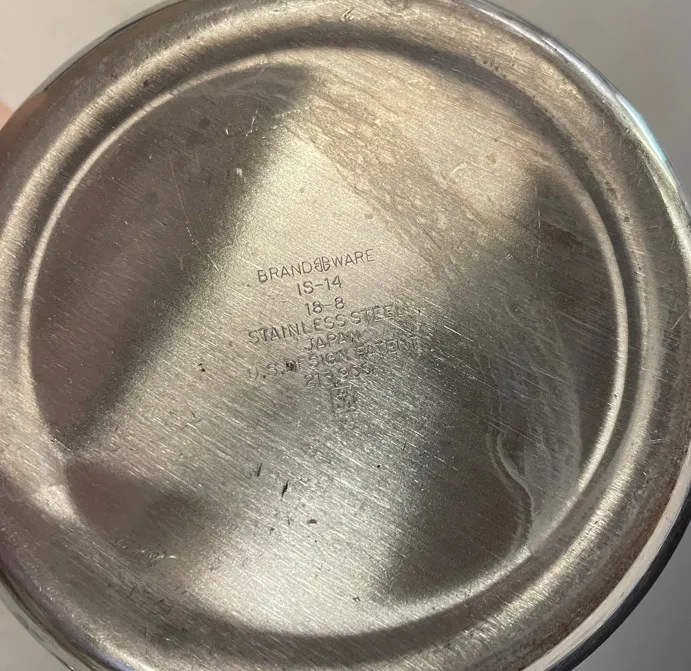 BRAND WARE
IS-14
18-8
STAINLESS STEEL
JAPAN
U.S. DESIGN PATENT